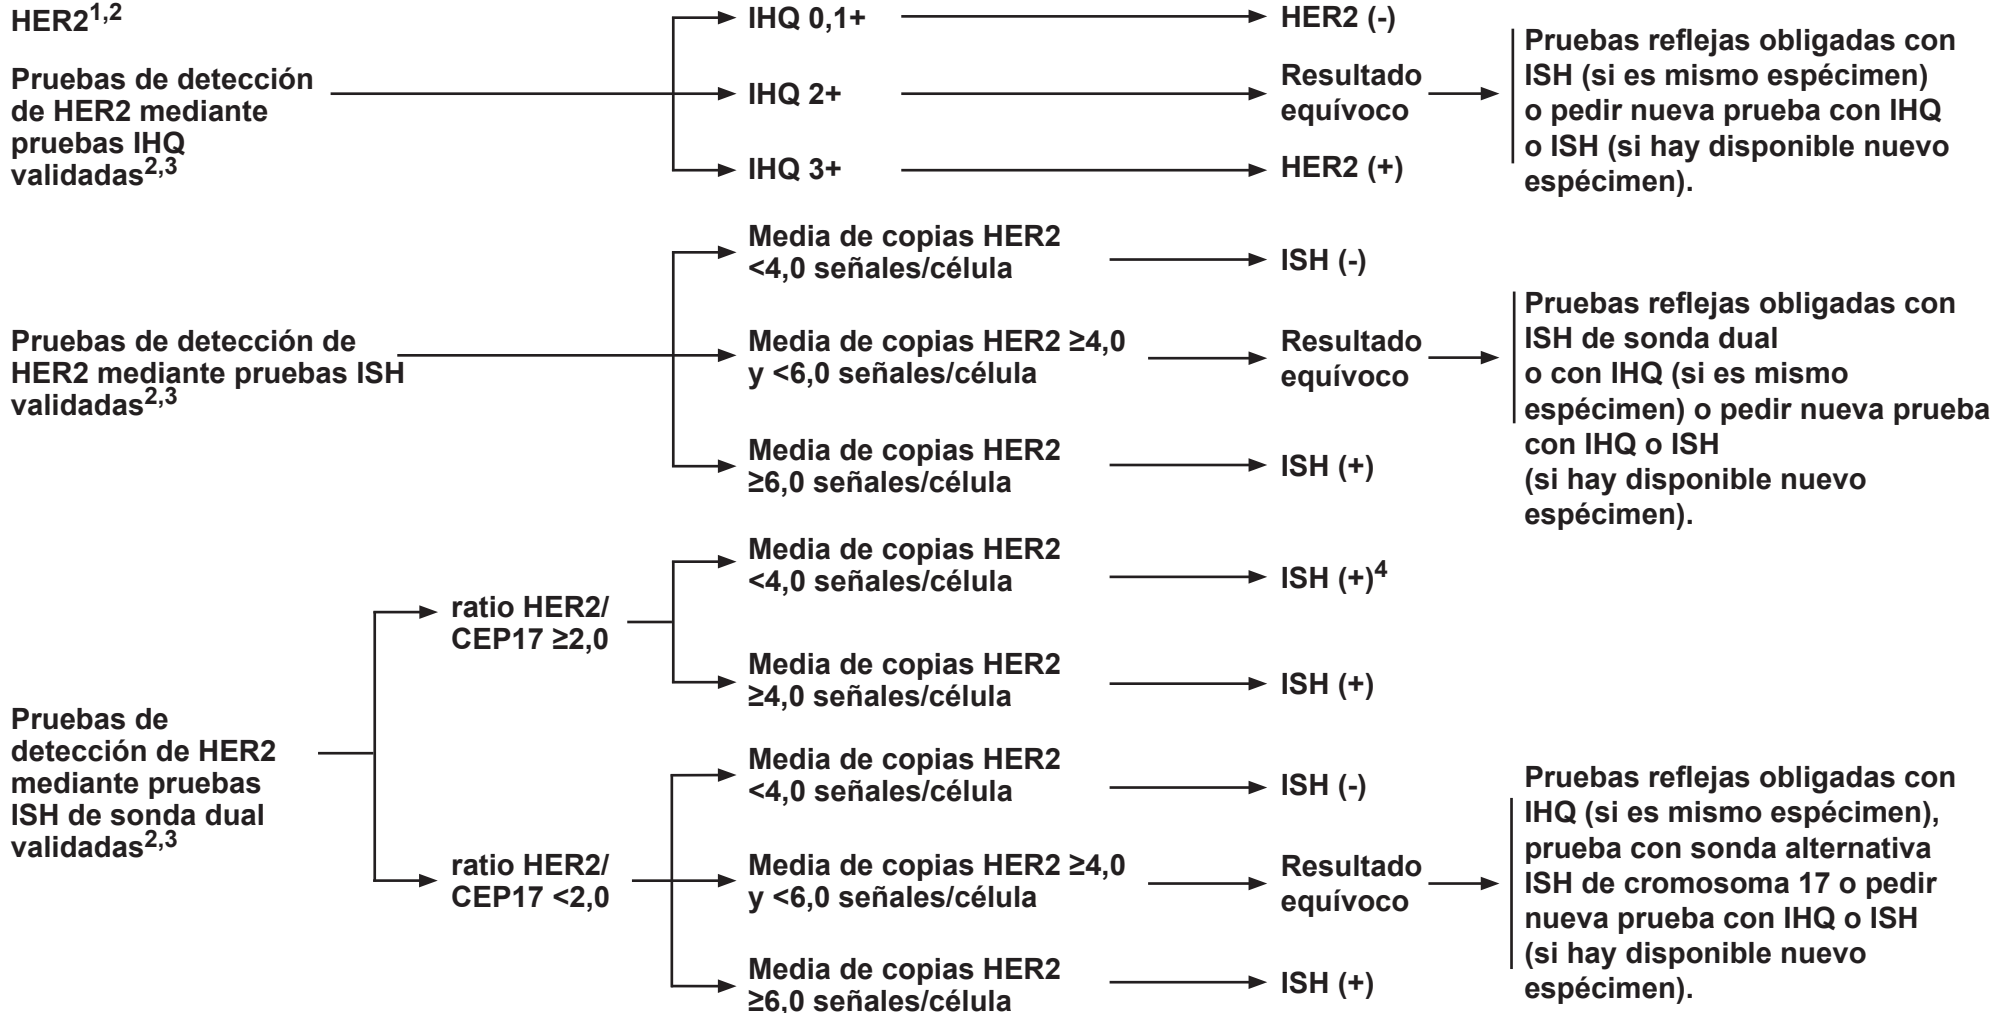 HER21,2
Pruebas de detección
de HER2 mediante
pruebas IHQ
validadas2,3
IHQ 0,1+
HER2 (-)
IHQ 2+
Resultado
equívoco
Pruebas reflejas obligadas con
ISH (si es mismo espécimen)
o pedir nueva prueba con IHQ
o ISH (si hay disponible nuevo
espécimen).
IHQ 3+
HER2 (+)
Pruebas de detección de
HER2 mediante pruebas ISH
validadas2,3
Media de copias HER2
<4,0 señales/célula
ISH (-)
Media de copias HER2 ≥4,0
y <6,0 señales/célula
Resultado
equívoco
Pruebas reflejas obligadas con
ISH de sonda dual
o con IHQ (si es mismo
espécimen) o pedir nueva prueba
con IHQ o ISH
(si hay disponible nuevo
espécimen).
Media de copias HER2
≥6,0 señales/célula
ISH (+)
Pruebas de
detección de HER2
mediante pruebas
ISH de sonda dual
validadas2,3
ratio HER2/
CEP17 ≥2,0
Media de copias HER2
<4,0 señales/célula
ISH (+)4
Media de copias HER2
≥4,0 señales/célula
ISH (+)
ratio HER2/
CEP17 <2,0
Media de copias HER2
<4,0 señales/célula
ISH (-)
Media de copias HER2 ≥4,0
y <6,0 señales/célula
Resultado
equívoco
Pruebas reflejas obligadas con
IHQ (si es mismo espécimen),
prueba con sonda alternativa
ISH de cromosoma 17 o pedir
nueva prueba con IHQ o ISH
(si hay disponible nuevo
espécimen).
Media de copias HER2
≥6,0 señales/célula
ISH (+)